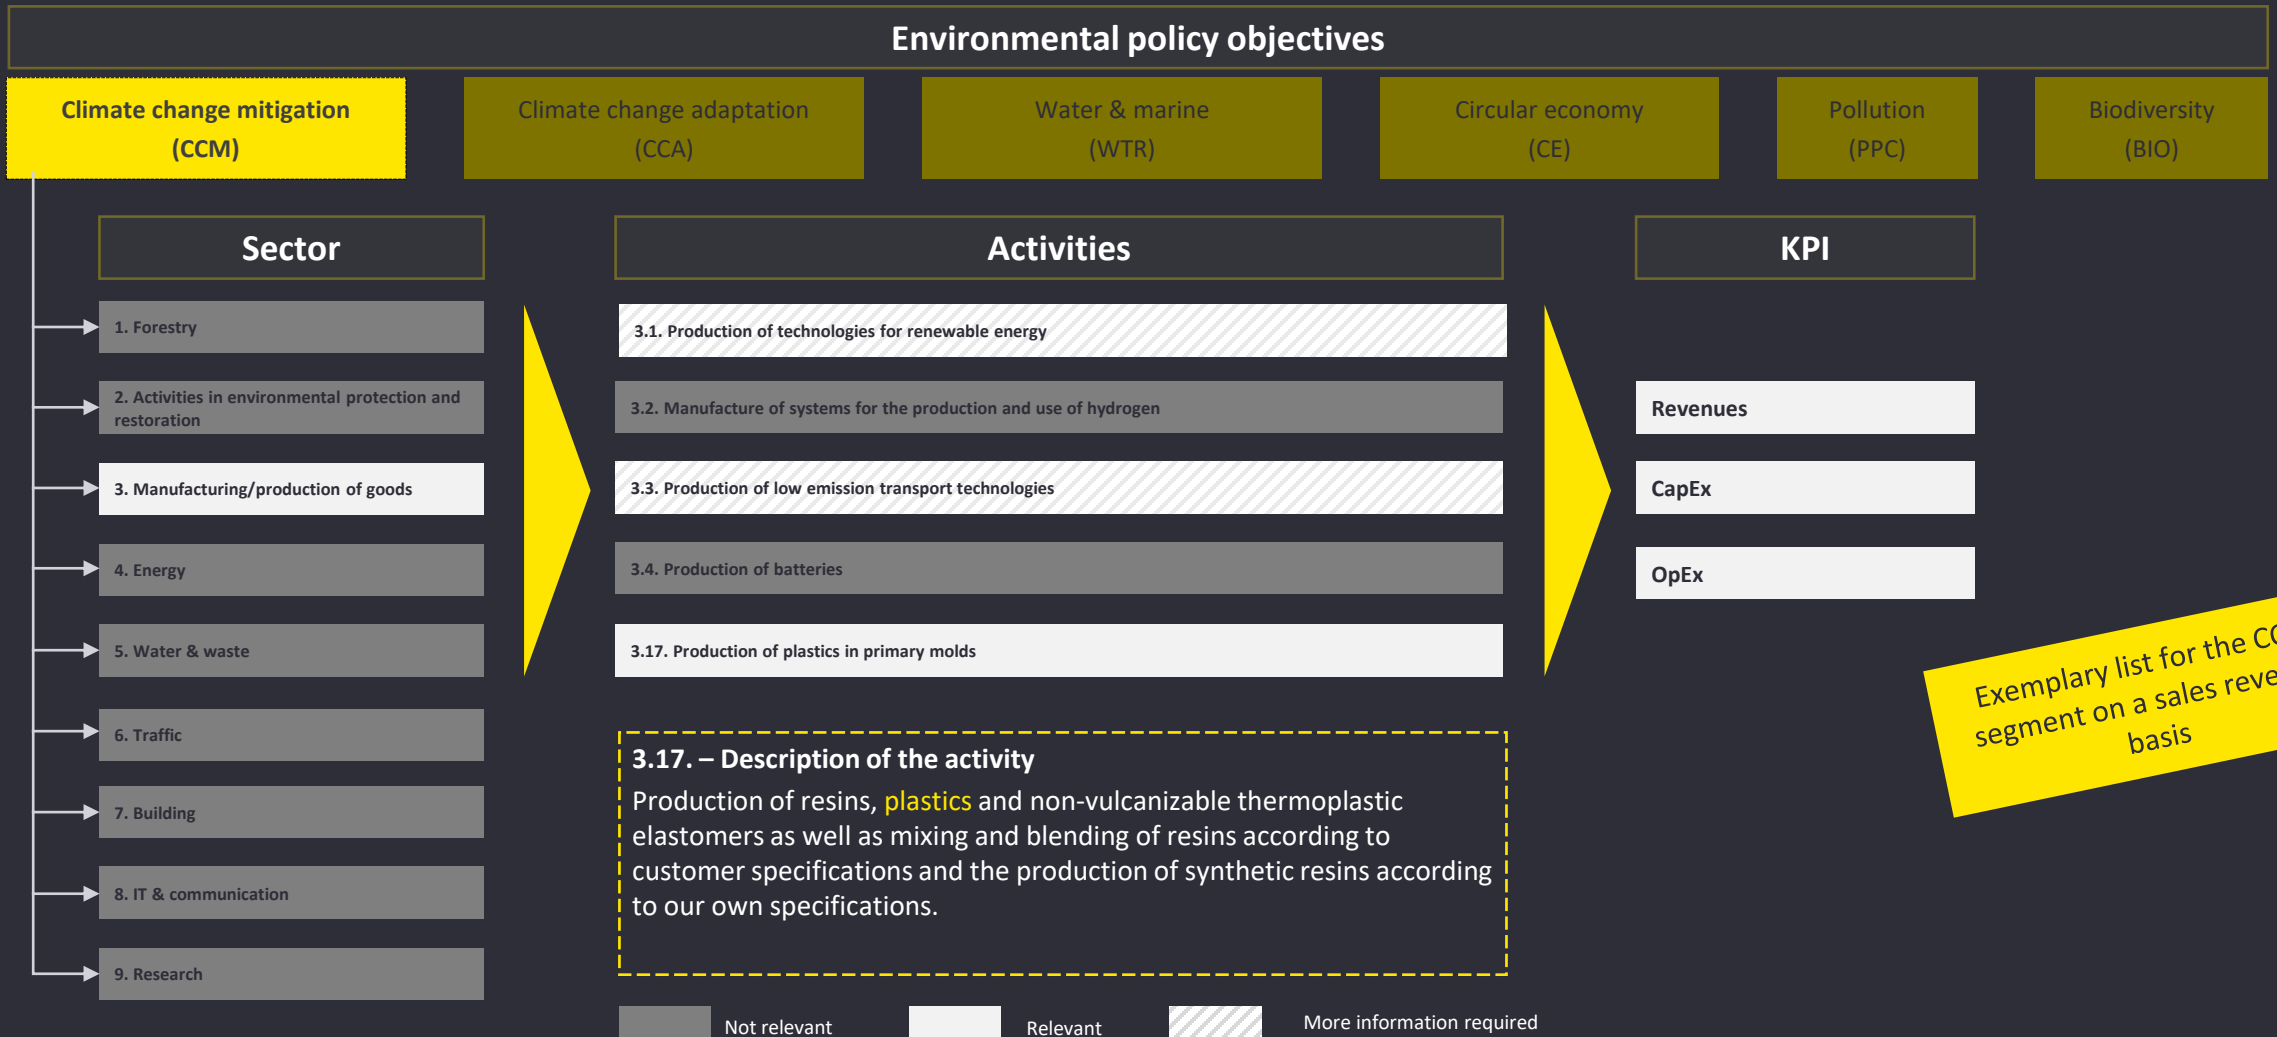 Environmental policy objectives
Climate change mitigation
(CCM)
Climate change adaptation
(CCA)
Water & marine
(WTR)
Circular economy
(CE)
Pollution
(PPC)
Biodiversity
(BIO)
Sector
Activities
KPI
1. Forestry
2. Activities in environmental protection and
restoration
3. Manufacturing/production of goods
4. Energy
5. Water & waste
6. Traffic
7. Building
8. IT & communication
9. Research
3.1. Production of technologies for renewable energy
3.2. Manufacture of systems for the production and use of hydrogen
3.3. Production of low emission transport technologies
3.4. Production of batteries
3.17. Production of plastics in primary molds
Revenues
CapEx
OpEx
3.17. – Description of the activity
Production of resins, plastics and non-vulcanizable thermoplastic
elastomers as well as mixing and blending of resins according to
customer specifications and the production of synthetic resins according
to our own specifications.
Exemplary list for the
segment on a sales
basis
Not relevant
Relevant
More information required